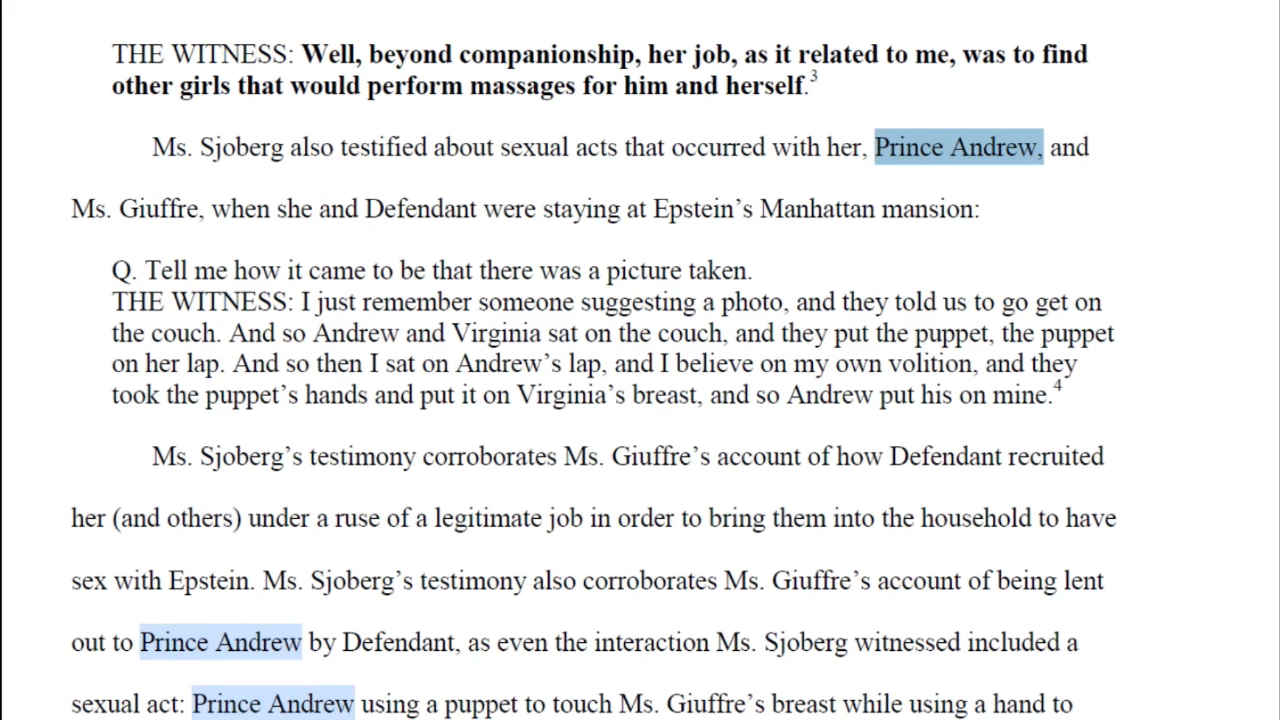 THE WITNESS: Well, beyond companionship, her job, as it related to me, was to find
other girls that would perform massages for him and herself.3
Ms. Sjoberg also testified about sexual acts that occurred with her, Prince Andrew, and
Ms. Giuffre, when she and Defendant were staying at Epstein’s Manhattan mansion:
Q. Tell me how it came to be that there was a picture taken.
THE WITNESS: I just remember someone suggesting a photo, and they told us to go get on
the couch. And so Andrew and Virginia sat on the couch, and they put the puppet, the puppet
on her lap. And so then I sat on Andrew’s lap, and I believe on my own volition, and they
took the puppet’s hands and put it on Virginia’s breast, and so Andrew put his on mine.4
Ms. Sjoberg’s testimony corroborates Ms. Giuffre’s account of how Defendant recruited
her (and others) under a ruse of a legitimate job in order to bring them into the household to have
sex with Epstein. Ms. Sjoberg’s testimony also corroborates Ms. Giuffre’s account of being lent
out to Prince Andrew by Defendant, as even the interaction Ms. Sjoberg witnessed included a
sexual act: Prince Andrew using a puppet to touch Ms. Giuffre’s breast while using a hand to